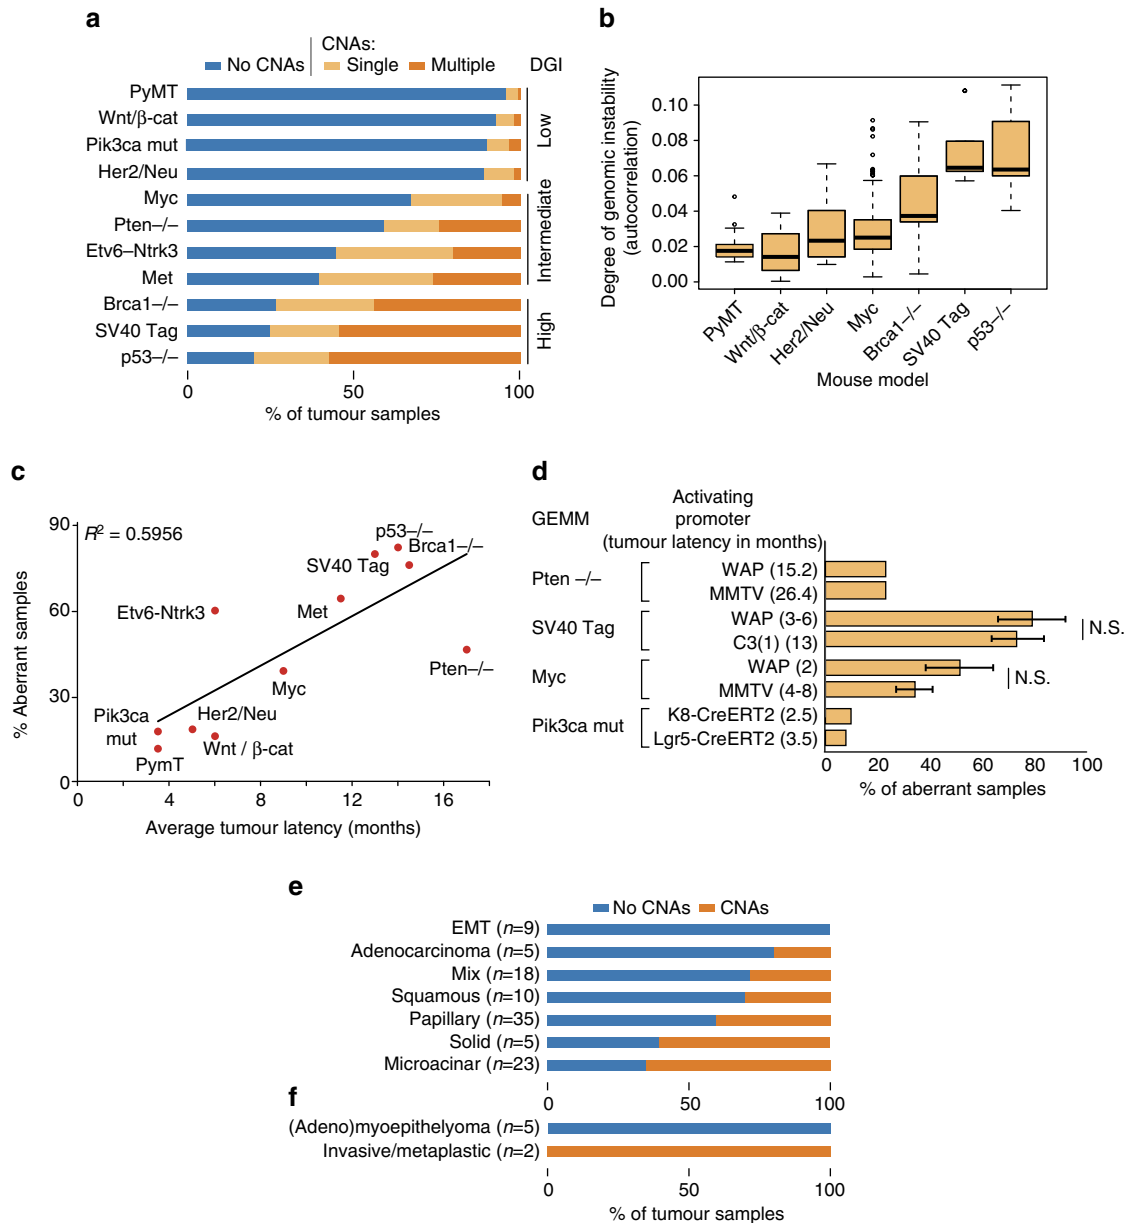 a
CNAs:
No CNAs Single Multiple DGI
PyMT
Wnt/β-cat
Pik3ca mut
Her2/Neu
Myc
Pten–/–
Etv6–Ntrk3
Met
Brca1–/–
SV40 Tag
p53–/–
Low
Intermediate
High
0 50 100
% of tumour samples
b
Degree of genomic instability
(autocorrelation)
0.10
0.08
0.06
0.04
0.02
0.00
PyMT Wnt/β-cat Her2/Neu Myc Brca1–/– SV40 Tag p53–/–
Mouse model
c
% Aberrant samples
90
60
30
0
R² = 0.5956
p53–/–
Brca1–/–
SV40 Tag
Etv6-Ntrk3
Met
Pten–/–
Myc
Pik3ca
mut
Her2/Neu
Wnt / β-cat
PymT
0 4 8 12 16
Average tumour latency (months)
d
GEMM
Activating
promoter
(tumour latency in months)
Pten –/–
WAP (15.2)
MMTV (26.4)
SV40 Tag
WAP (3-6)
C3(1) (13)
N.S.
Myc
WAP (2)
MMTV (4-8)
N.S.
Pik3ca mut
K8-CreERT2 (2.5)
Lgr5-CreERT2 (3.5)
0 20 40 60 80 100
% of aberrant samples
e
No CNAs CNAs
EMT (n=9)
Adenocarcinoma (n=5)
Mix (n=18)
Squamous (n=10)
Papillary (n=35)
Solid (n=5)
Microacinar (n=23)
0 50 100
f
(Adeno)myoepithelyoma (n=5)
Invasive/metaplastic (n=2)
0 50 100
% of tumour samples